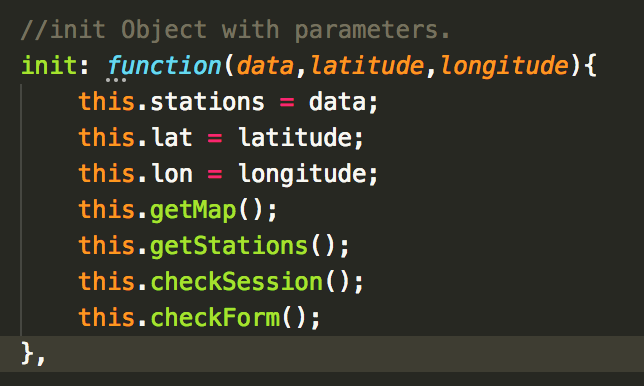 //init Object with parameters.
init: function(data,latitude,longitude){
    this.stations = data;
    this.lat = latitude;
    this.lon = longitude;
    this.getMap();
    this.getStations();
    this.checkSession();
    this.checkForm();
},